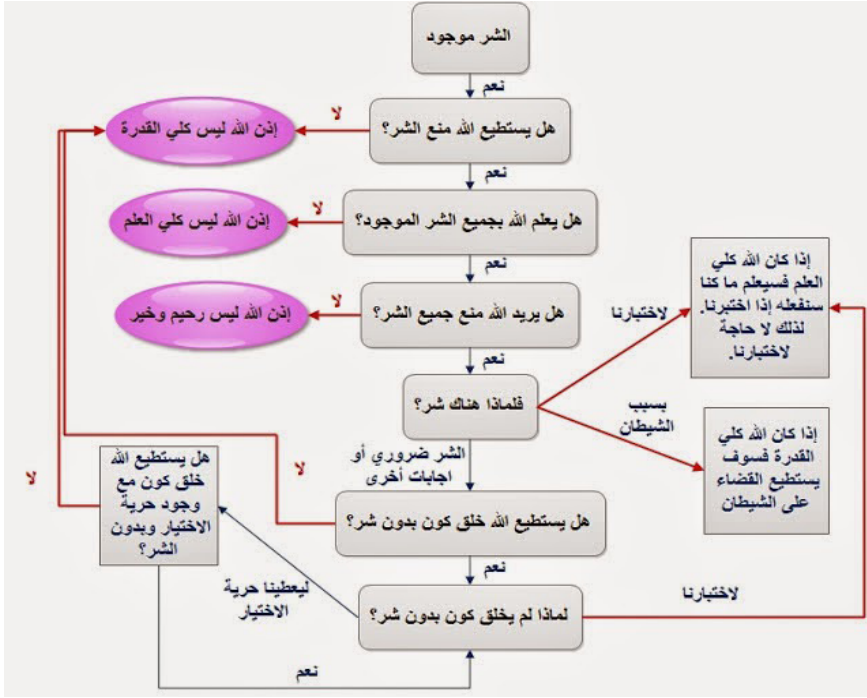 الشر موجود
نعم
هل يستطيع الله منع الشر؟
لا
إذن الله ليس كلي القدرة
نعم
هل يعلم الله بجميع الشر الموجود؟
لا
إذن الله ليس كلي العلم
نعم
هل يريد الله منع جميع الشر؟
لا
إذن الله ليس رحيم وخير
نعم
فلماذا هناك شر؟
لاختبارنا
إذا كان الله كلي
العلم فسيعلم ما كنا
سنفعله إذا اختبرنا.
لذلك لا حاجة
لاختبارنا.
بسبب
الشيطان
إذا كان الله كلي
القدرة فسوف
يستطيع القضاء
على الشيطان
الشر ضروري أو
اجابات أخرى
هل يستطيع الله خلق كون بدون شر؟
لا
نعم
لماذا لم يخلق كون بدون شر؟
لاختبارنا
ليعطينا حرية
الاختيار
هل يستطيع الله
خلق كون مع
وجود حرية
الاختيار وبدون
الشر؟
لا
نعم